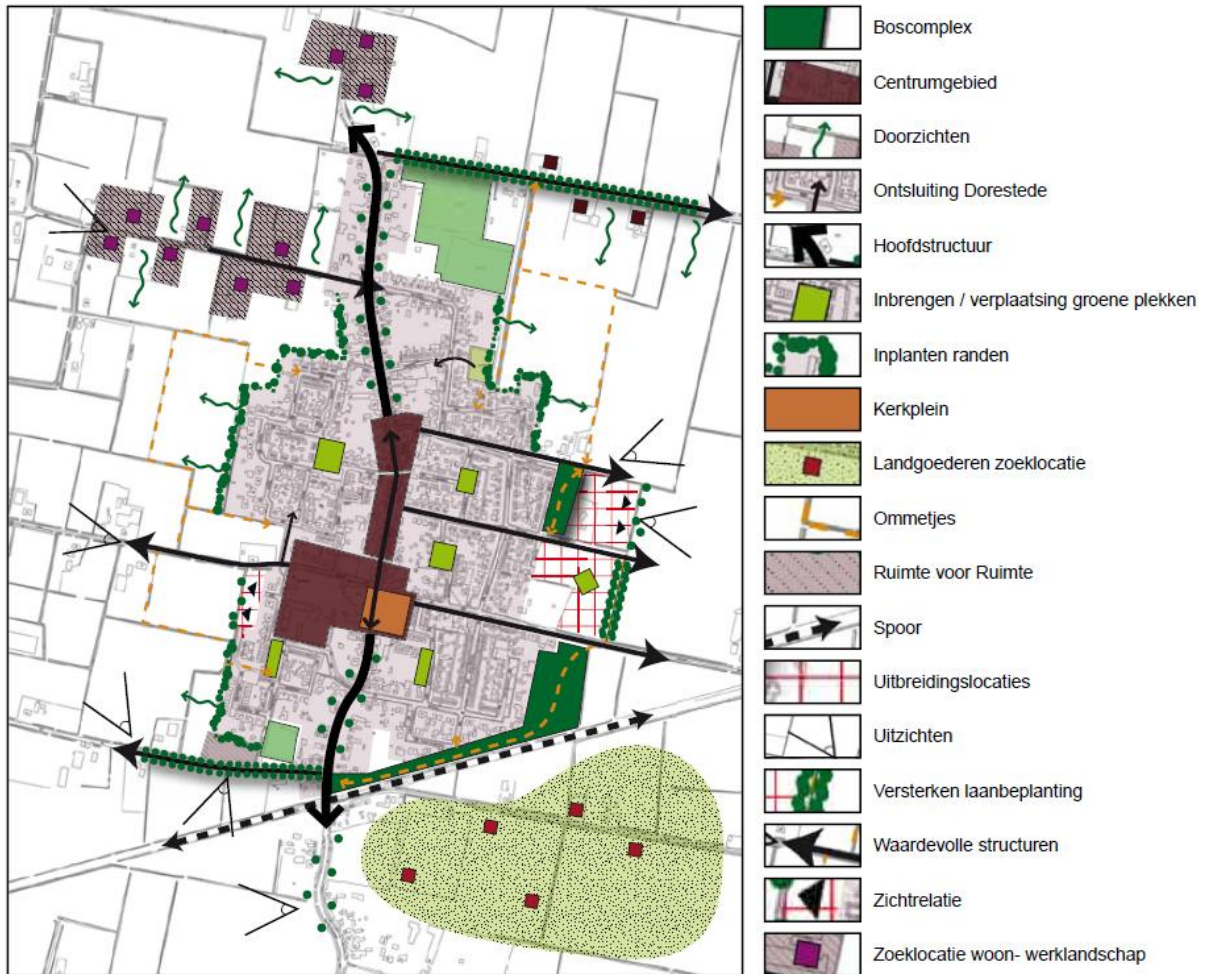 Boscomplex
Centrumgebied
Doorzichten
Ontsluiting Dorestede
Hoofdstructuur
Inbrengen / verplaatsing groene plekken
Inplanten randen
Kerkplein
Landgoederen zoeklocatie
Ommetjes
Ruimte voor Ruimte
Spoor
Uitbreidingslocaties
Uitzichten
Versterken laanbeplanting
Waardevolle structuren
Zichtrelatie
Zoeklocatie woon- werklandschap